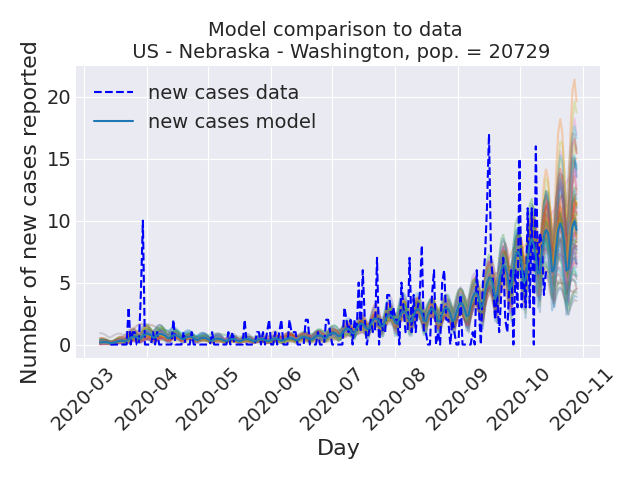 Model comparison to data
US - Nebraska - Washington, pop. = 20729
Number of new cases reported
20
15
10
5
0
new cases data
new cases model
2020-03
2020-04
2020-05
2020-06
2020-07
2020-08
2020-09
2020-10
2020-11
Day